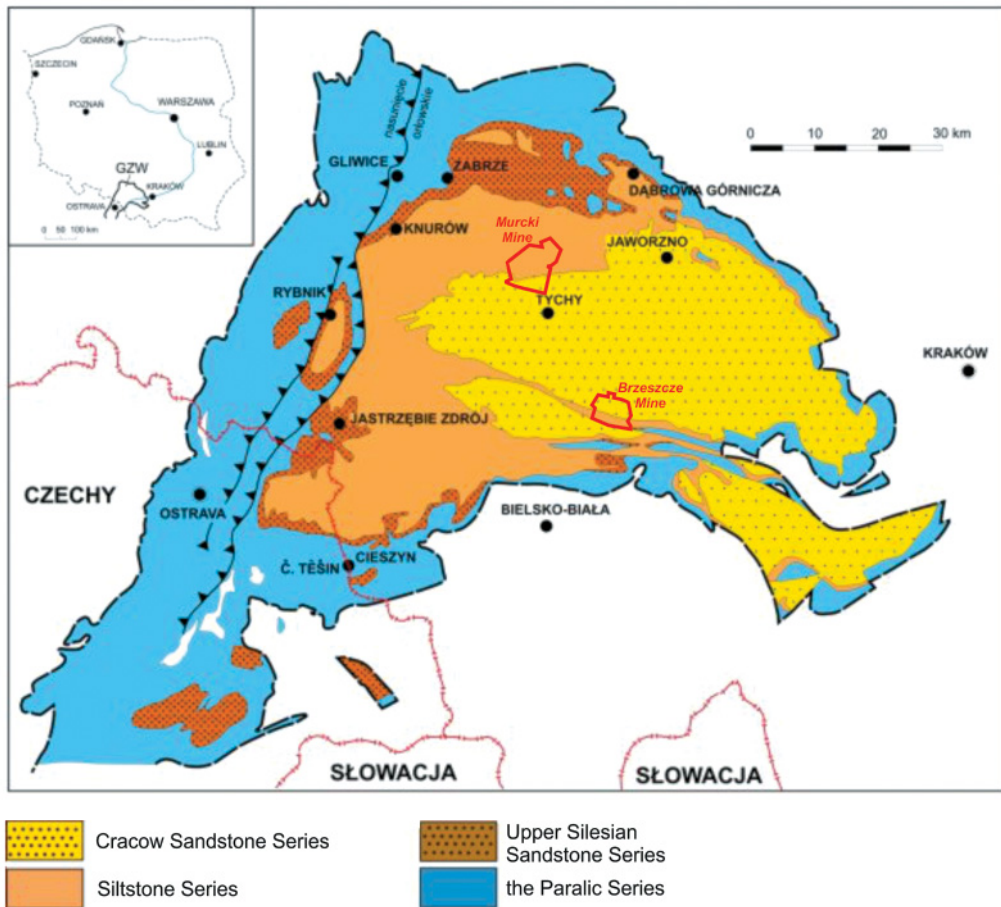 GDAŃSK
SZCZECIN
POZNAŃ
WARSZAWA
LUBLIN
GZW
KRAKÓW
OSTRAVA
0 50 100 km
nasunięcie
orłowskie
0 10 20 30 km
GLIWICE
ZABRZE
DĄBROWA GÓRNICZA
KNURÓW
Murcki
Mine
JAWORZNO
RYBNIK
TYCHY
KRAKÓW
Brzeszcze
Mine
JASTRZĘBIE ZDRÓJ
CZECHY
OSTRAVA
BIELSKO-BIAŁA
CIESZYN
Č. TĚŠIN
SŁOWACJA
SŁOWACJA
Cracow Sandstone Series
Siltstone Series
Upper Silesian
Sandstone Series
the Paralic Series